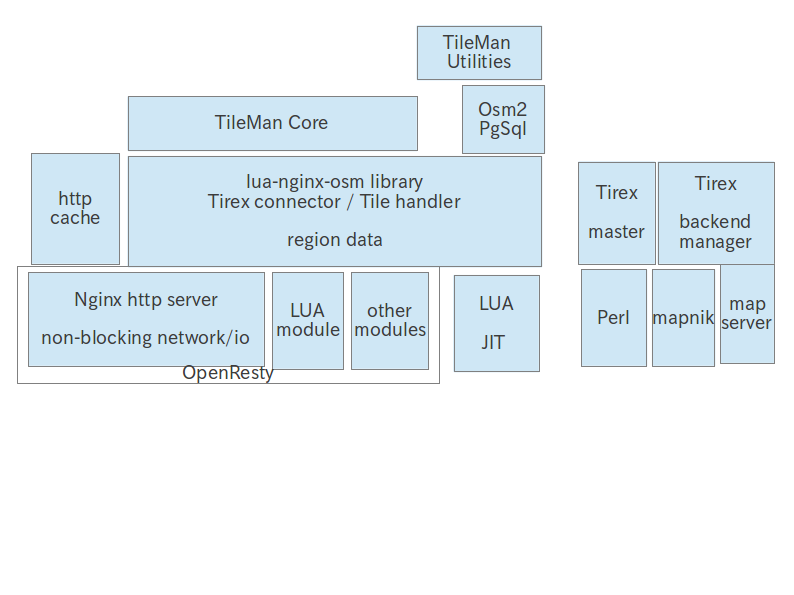 TileMan
Utilities
TileMan Core
Osm2
PgSql
http
cache
lua-nginx-osm library
Tirex connector / Tile handler
region data
Tirex
master
Tirex
backend
manager
Nginx http server
non-blocking network/io
LUA
module
other
modules
OpenResty
LUA
JIT
Perl
mapnik
map
server